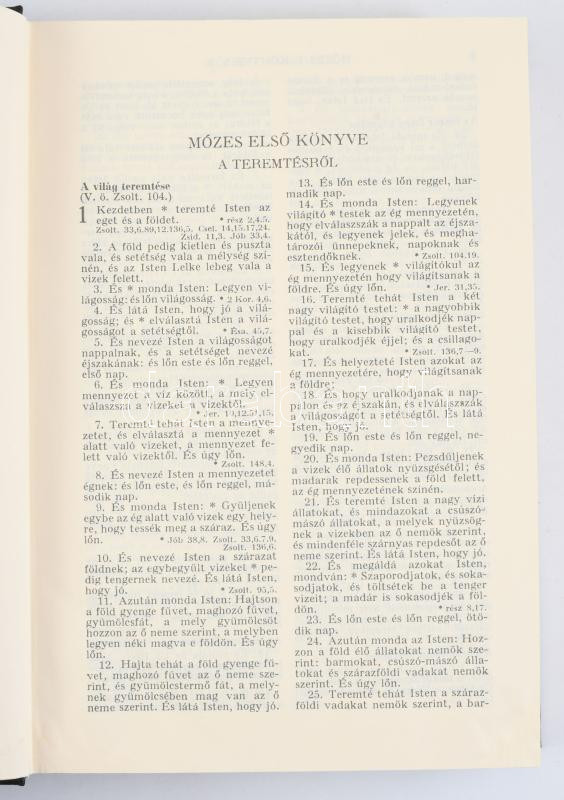 MÓZES ELSŐ KÖNYVE
A TEREMTÉSRŐL
A világ teremtése
(V. ö. Zsolt. 104.)
1 Kezdetben * teremté Isten az
eget és a földet. * rész 2,4.5.
Zsolt. 33,6.89,12.136,5. Csel. 14,15.17,24.
Zsid. 11,3. Jób 33,4.
2. A föld pedig kietlen és puszta
vala, és setétség vala a mélység szí-
nén, és az Isten Lelke lebeg vala a
vizek felett.
3. És * monda Isten: Legyen vi-
lágosság: és lőn világosság. * 2 Kor. 4,6.
4. És látá Isten, hogy jó a vilá-
gosság; és * elválasztá Isten a vilá-
gosságot a setétségtől. * Ésa. 45,7.
5. És nevezé Isten a világosságot
nappalnak, és a setétséget nevezé
éjszakának: és lőn este és lőn reggel,
első nap.
6. És monda Isten: * Legyen
mennyezet a víz között, a mely el-
válaszsza a vizeket a vizektől.
* Jer. 10,12.51,15.
7. Teremté tehát Isten a mennye-
zetet, és elválasztá a mennyezet *
alatt való vizeket, a mennyezet fe-
lett való vizektől. És úgy lőn.
* Zsolt. 148,4.
8. És nevezé Isten a mennyezetet
égnek: és lőn este, és lőn reggel, má-
sodik nap.
9. És monda Isten: * Gyüljenek
egybe az ég alatt való vizek egy hely-
re, hogy tessék meg a száraz. És úgy
lőn. * Jób 38,8. Zsolt. 33,6.7.9.
Zsolt. 136,6.
10. És nevezé Isten a szárazat
földnek; az egybegyült vizeket * pe-
dig tengernek nevezé. És látá Isten,
hogy jó. * Zsolt. 95,5.
11. Azután monda Isten: Hajtson
a föld gyenge füvet, maghozó füvet,
gyümölcsfát, a mely gyümölcsöt
hozzon az ő neme szerint, a melyben
legyen néki magva e földön. És úgy
lőn.
12. Hajta tehát a föld gyenge fü-
vet, maghozó füvet az ő neme sze-
rint, és gyümölcstermő fát, a mely-
nek gyümölcsében mag van az ő
neme szerint. És látá Isten, hogy jó.
13. És lőn este és lőn reggel, har-
madik nap.
14. És monda Isten: Legyenek
világító * testek az ég mennyezetén,
hogy elválaszszák a nappalt az éjsza-
kától, és legyenek jelek, és megha-
tározói ünnepeknek, napoknak és
esztendőknek. * Zsolt. 104,19.
15. És legyenek * világítókul az
ég mennyezetén hogy világítsanak a
földre. És úgy lőn. * Jer. 31,35.
16. Teremté tehát Isten a két
nagy világító testet: * a nagyobbik
világító testet, hogy uralkodjék nap-
pal és a kisebbik világító testet,
hogy uralkodjék éjjel; és a csillago-
kat. * Zsolt. 136,7—9.
17. És helyezteté Isten azokat az
ég mennyezetére, hogy világítsanak
a földre;
18. És hogy uralkodjanak a nap-
palon és az éjszakán, és elválaszszák
a világosságot a setétségtől. És látá
Isten, hogy jó.
19. És lőn este és lőn reggel, ne-
gyedik nap.
20. És monda Isten: Pezsdüljenek
a vizek élő állatok nyüzsgésétől; és
madarak repdessenek a föld felett,
az ég mennyezetének színén.
21. És teremté Isten a nagy vízi
állatokat, és mindazokat a csúszó-
mászó állatokat, a melyek nyüzsög-
nek a vizekben az ő nemök szerint,
és mindenféle szárnyas repdesőt az ő
neme szerint. És látá Isten, hogy jó.
22. És megáldá azokat Isten,
mondván: * Szaporodjatok, és soka-
sodjatok, és töltsétek be a tenger
vizeit; a madár is sokasodjék a föl-
dön. * rész 8,17.
23. És lőn este és lőn reggel, ötö-
dik nap.
24. Azután monda az Isten: Hoz-
zon a föld élő állatokat nemök sze-
rint: barmokat, csúszó-mászó álla-
tokat és szárazföldi vadakat nemök
szerint. És úgy lőn.
25. Teremté tehát Isten a száraz-
földi vadakat nemök szerint, a bar-